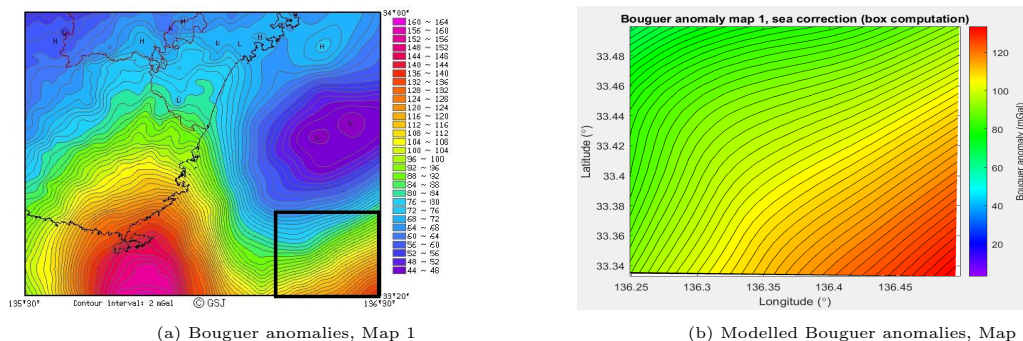 34°00'
160 ~ 164
156 ~ 160
152 ~ 156
148 ~ 152
144 ~ 148
140 ~ 144
136 ~ 140
132 ~ 136
128 ~ 132
124 ~ 128
120 ~ 124
116 ~ 120
112 ~ 116
108 ~ 112
104 ~ 108
100 ~ 104
96 ~ 100
92 ~ 96
88 ~ 92
84 ~ 88
80 ~ 84
76 ~ 80
72 ~ 76
68 ~ 72
64 ~ 68
60 ~ 64
56 ~ 60
52 ~ 56
48 ~ 52
44 ~ 48
H
H
L
L
H
H
L
L
L
33°20'
Contour Interval: 2 mGal
© GSJ
(a) Bouguer anomalies, Map 1
Bouguer anomaly map 1, sea correction (box computation)
Latitude (°)
33.48
33.46
33.44
33.42
33.4
33.38
33.36
33.34
136.25
136.3
136.35
136.4
136.45
Longitude (°)
120
100
80
60
40
20
Bouguer anomaly (mGal)
(b) Modelled Bouguer anomalies, Map